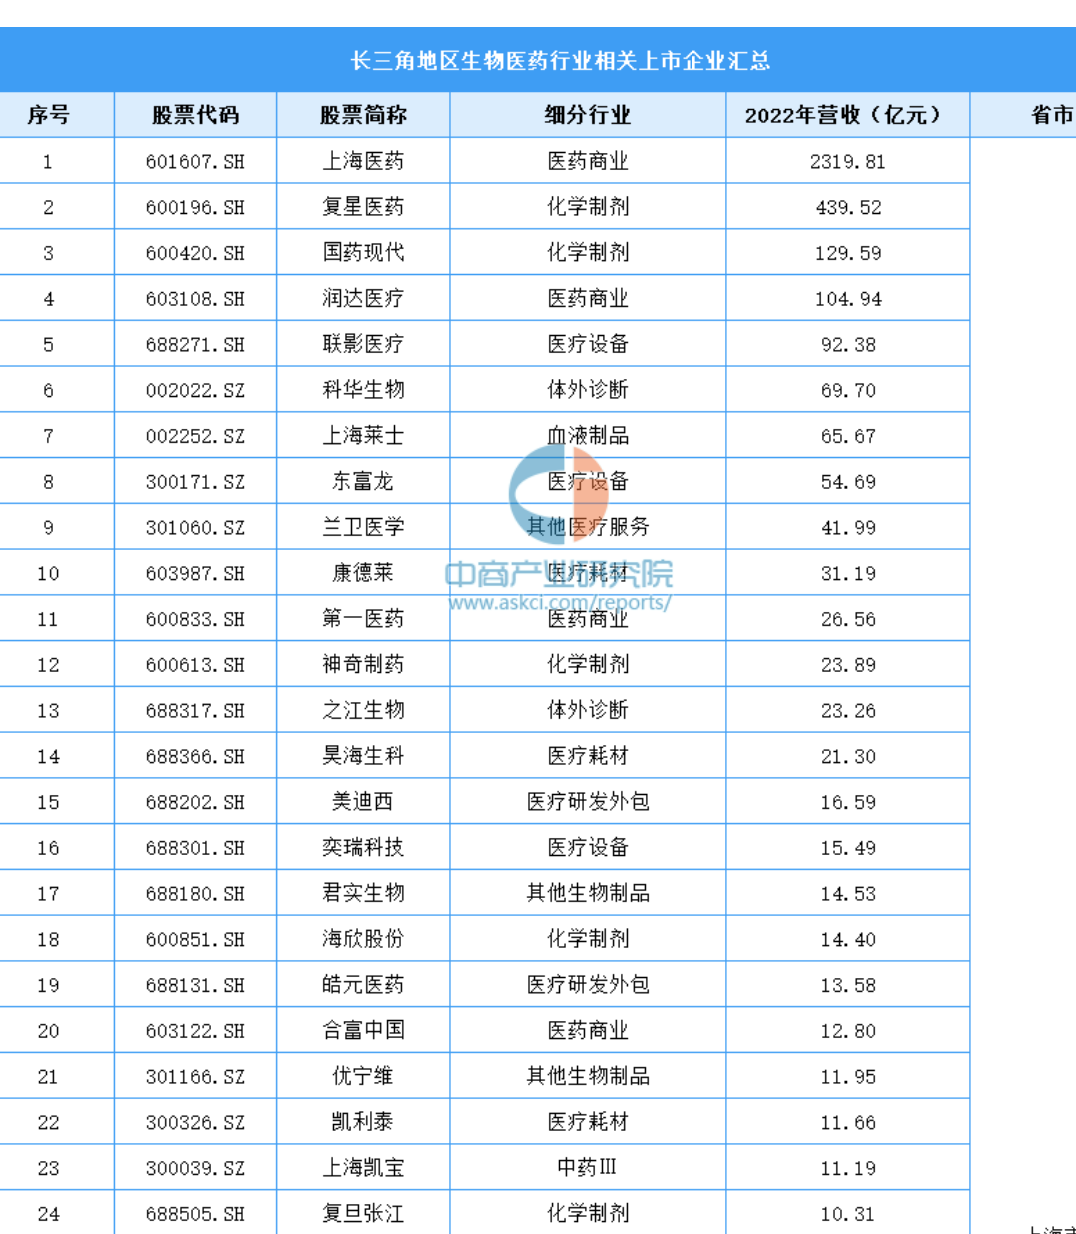 长三角地区生物医药行业相关上市企业汇总
序号 股票代码 股票简称 细分行业 2022年营收（亿元） 省市
1 601607.SH 上海医药 医药商业 2319.81
2 600196.SH 复星医药 化学制剂 439.52
3 600420.SH 国药现代 化学制剂 129.59
4 603108.SH 润达医疗 医药商业 104.94
5 688271.SH 联影医疗 医疗设备 92.38
6 002022.SZ 科华生物 体外诊断 69.70
7 002252.SZ 上海莱士 血液制品 65.67
8 300171.SZ 东富龙 医疗设备 54.69
9 301060.SZ 兰卫医学 其他医疗服务 41.99
10 603987.SH 康德莱 医疗耗材 31.19
中商产业研究院
www.askci.com/reports/
11 600833.SH 第一医药 医药商业 26.56
12 600613.SH 神奇制药 化学制剂 23.89
13 688317.SH 之江生物 体外诊断 23.26
14 688366.SH 昊海生科 医疗耗材 21.30
15 688202.SH 美迪西 医疗研发外包 16.59
16 688301.SH 奕瑞科技 医疗设备 15.49
17 688180.SH 君实生物 其他生物制品 14.53
18 600851.SH 海欣股份 化学制剂 14.40
19 688131.SH 皓元医药 医疗研发外包 13.58
20 603122.SH 合富中国 医药商业 12.80
21 301166.SZ 优宁维 其他生物制品 11.95
22 300326.SZ 凯利泰 医疗耗材 11.66
23 300039.SZ 上海凯宝 中药Ⅲ 11.19
24 688505.SH 复旦张江 化学制剂 10.31